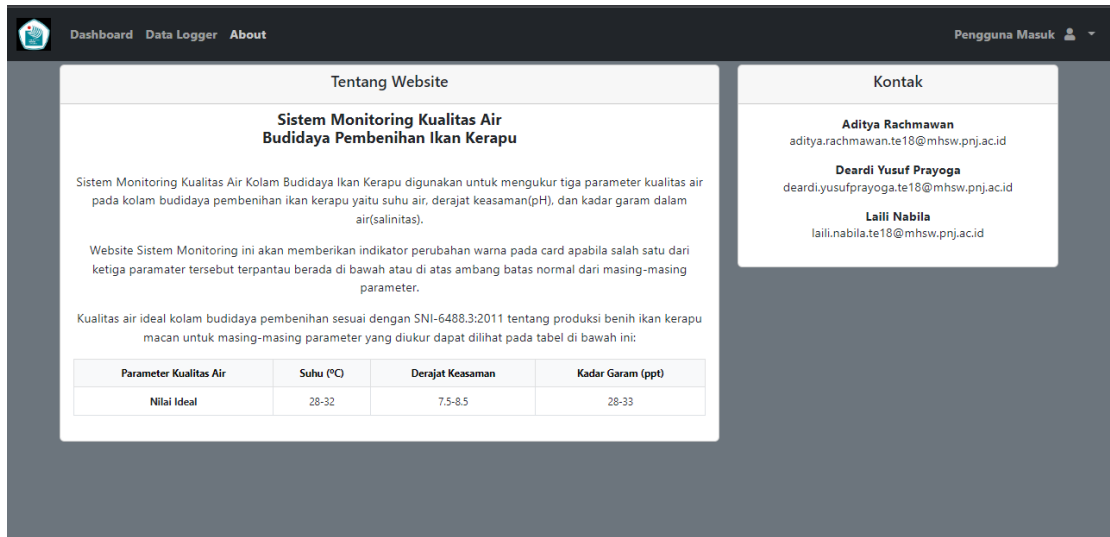 Dashboard Data Logger About Pengguna Masuk
Tentang Website
Sistem Monitoring Kualitas Air
Budidaya Pembenihan Ikan Kerapu
Sistem Monitoring Kualitas Air Kolam Budidaya Ikan Kerapu digunakan untuk mengukur tiga parameter kualitas air
pada kolam budidaya pembenihan ikan kerapu yaitu suhu air, derajat keasaman(pH), dan kadar garam dalam
air(salinitas).
Website Sistem Monitoring ini akan memberikan indikator perubahan warna pada card apabila salah satu dari
ketiga paramater tersebut terpantau berada di bawah atau di atas ambang batas normal dari masing-masing
parameter.
Kualitas air ideal kolam budidaya pembenihan sesuai dengan SNI-6488.3:2011 tentang produksi benih ikan kerapu
macan untuk masing-masing parameter yang diukur dapat dilihat pada tabel di bawah ini:
Parameter Kualitas Air Suhu (ºC) Derajat Keasaman Kadar Garam (ppt)
Nilai Ideal 28-32 7.5-8.5 28-33
Kontak
Aditya Rachmawan
aditya.rachmawan.te18@mhsw.pnj.ac.id
Deardi Yusuf Prayoga
deardi.yusufprayoga.te18@mhsw.pnj.ac.id
Laili Nabila
laili.nabila.te18@mhsw.pnj.ac.id